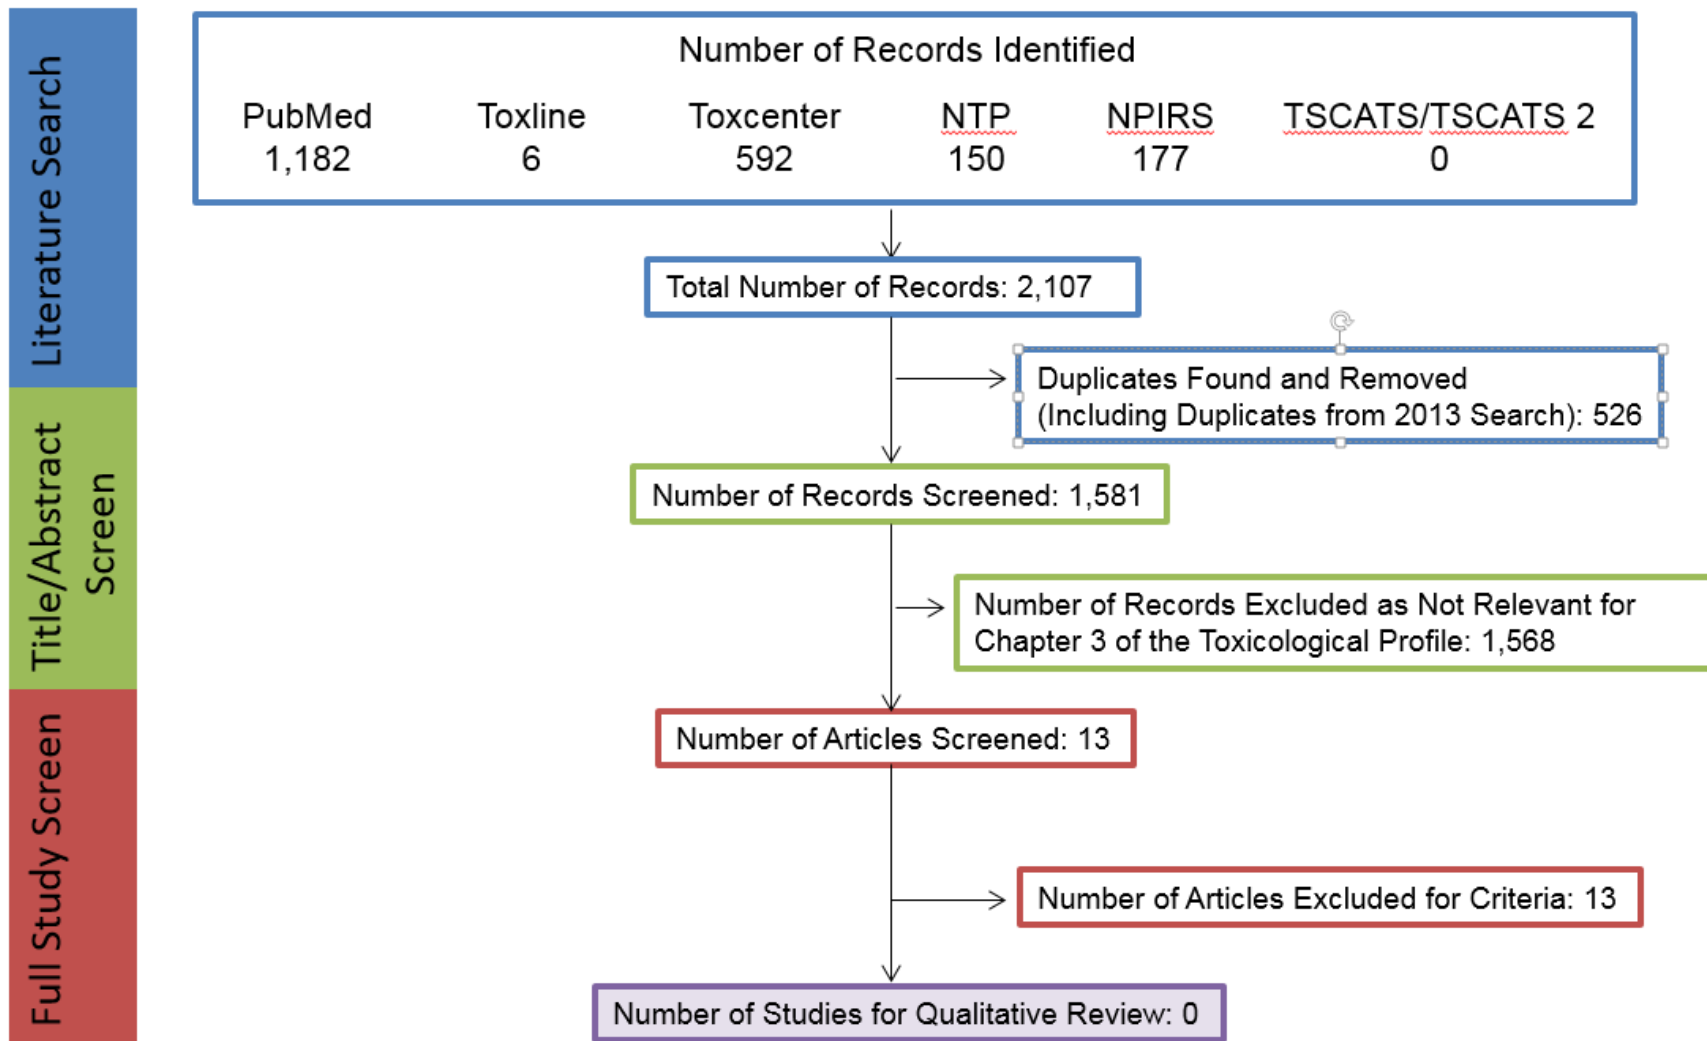 Literature Search
Number of Records Identified
PubMed Toxline Toxcenter NTP NPIRS TSCATS/TSCATS 2
1,182 6 592 150 177 0
Total Number of Records: 2,107
Duplicates Found and Removed
(Including Duplicates from 2013 Search): 526
Title/Abstract
Screen
Number of Records Screened: 1,581
Number of Records Excluded as Not Relevant for
Chapter 3 of the Toxicological Profile: 1,568
Full Study Screen
Number of Articles Screened: 13
Number of Articles Excluded for Criteria: 13
Number of Studies for Qualitative Review: 0